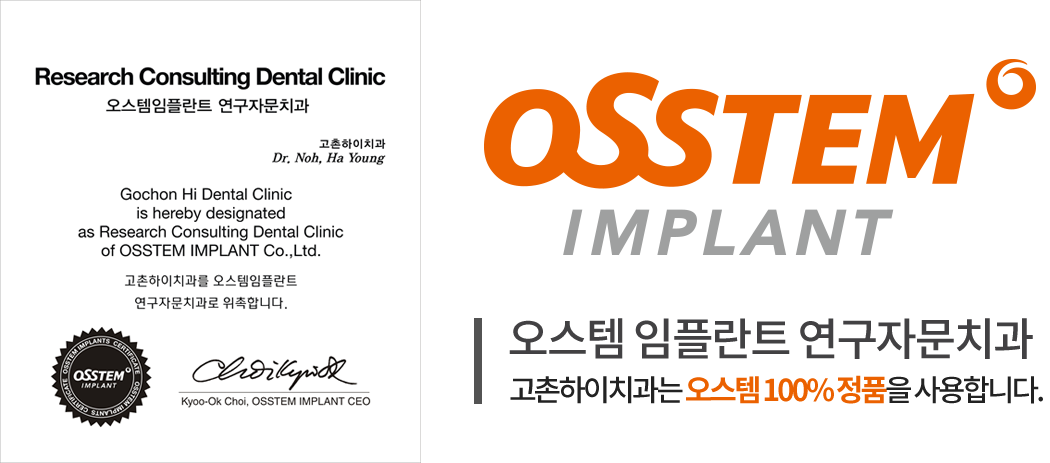 Research Consulting Dental Clinic
오스템임플란트 연구자문치과
고촌하이치과
Dr. Noh, Ha Young
Gochon Hi Dental Clinic
is hereby designated
as Research Consulting Dental Clinic
of OSSTEM IMPLANT Co.,Ltd.
고촌하이치과를 오스템임플란트
연구자문치과로 위촉합니다.
OSSTEM IMPLANTS CERTIFICATE OSSTEM IMPLANTS CERTIFICATE
OSSTEM
IMPLANT
Kyoo-Ok Choi, OSSTEM IMPLANT CEO
OSSTEM
IMPLANT
오스템 임플란트 연구자문치과
고촌하이치과는 오스템 100% 정품을 사용합니다.